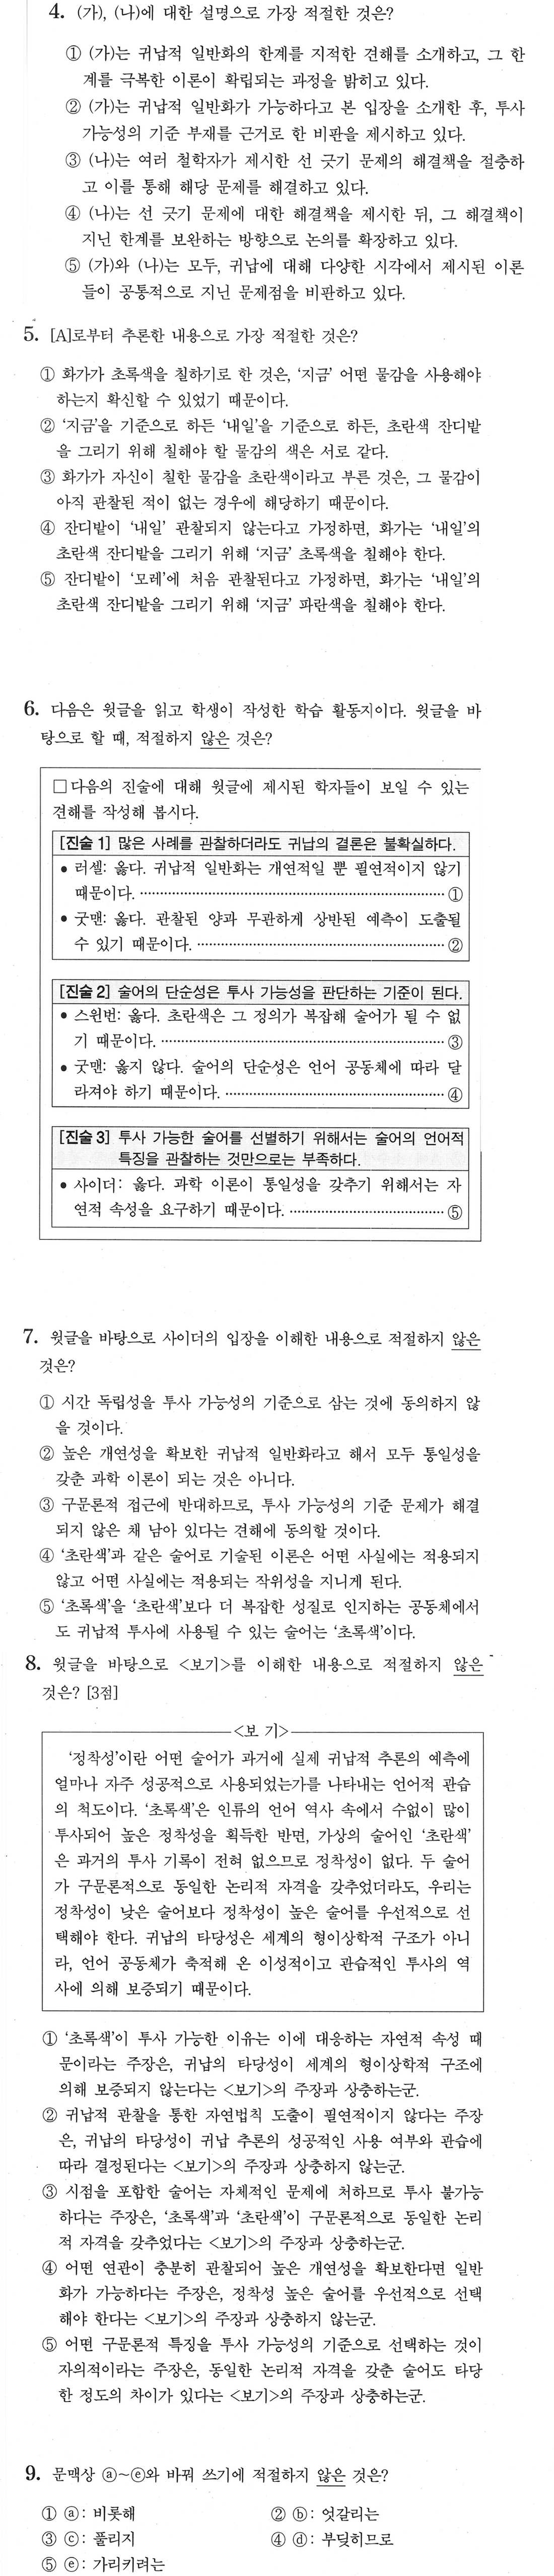 4. (가), (나)에 대한 설명으로 가장 적절한 것은?
① (가)는 귀납적 일반화의 한계를 지적한 견해를 소개하고, 그 한
계를 극복한 이론이 확립되는 과정을 밝히고 있다.
② (가)는 귀납적 일반화가 가능하다고 본 입장을 소개한 후, 투사
가능성의 기준 부재를 근거로 한 비판을 제시하고 있다.
③ (나)는 여러 철학자가 제시한 선 긋기 문제의 해결책을 절충하
고 이를 통해 해당 문제를 해결하고 있다.
④ (나)는 선 긋기 문제에 대한 해결책을 제시한 뒤, 그 해결책이
지닌 한계를 보완하는 방향으로 논의를 확장하고 있다.
⑤ (가)와 (나)는 모두, 귀납에 대해 다양한 시각에서 제시된 이론
들이 공통적으로 지닌 문제점을 비판하고 있다.
5. [A]로부터 추론한 내용으로 가장 적절한 것은?
① 화가가 초록색을 칠하기로 한 것은, ‘지금’ 어떤 물감을 사용해야
하는지 확신할 수 있었기 때문이다.
② ‘지금’을 기준으로 하든 ‘내일’을 기준으로 하든, 초란색 잔디밭
을 그리기 위해 칠해야 할 물감의 색은 서로 같다.
③ 화가가 자신이 칠한 물감을 초란색이라고 부른 것은, 그 물감이
아직 관찰된 적이 없는 경우에 해당하기 때문이다.
④ 잔디밭이 ‘내일’ 관찰되지 않는다고 가정하면, 화가는 ‘내일’의
초란색 잔디밭을 그리기 위해 ‘지금’ 초록색을 칠해야 한다.
⑤ 잔디밭이 ‘모레’에 처음 관찰된다고 가정하면, 화가는 ‘내일’의
초란색 잔디밭을 그리기 위해 ‘지금’ 파란색을 칠해야 한다.
6. 다음은 윗글을 읽고 학생이 작성한 학습 활동지이다. 윗글을 바
탕으로 할 때, 적절하지 않은 것은?
□ 다음의 진술에 대해 윗글에 제시된 학자들이 보일 수 있는
견해를 작성해 봅시다.
[진술 1] 많은 사례를 관찰하더라도 귀납의 결론은 불확실하다.
• 러셀: 옳다. 귀납적 일반화는 개연적일 뿐 필연적이지 않기
때문이다. ⋯⋯⋯⋯⋯⋯⋯⋯⋯⋯⋯⋯⋯⋯ ①
• 굿맨: 옳다. 관찰된 양과 무관하게 상반된 예측이 도출될
수 있기 때문이다. ⋯⋯⋯⋯⋯⋯⋯⋯⋯⋯⋯⋯ ②
[진술 2] 술어의 단순성은 투사 가능성을 판단하는 기준이 된다.
• 스윈번: 옳다. 초란색은 그 정의가 복잡해 술어가 될 수 없
기 때문이다. ⋯⋯⋯⋯⋯⋯⋯⋯⋯⋯⋯⋯⋯⋯ ③
• 굿맨: 옳지 않다. 술어의 단순성은 언어 공동체에 따라 달
라져야 하기 때문이다. ⋯⋯⋯⋯⋯⋯⋯⋯⋯⋯⋯ ④
[진술 3] 투사 가능한 술어를 선별하기 위해서는 술어의 언어적
특징을 관찰하는 것만으로는 부족하다.
• 사이더: 옳다. 과학 이론이 통일성을 갖추기 위해서는 자
연적 속성을 요구하기 때문이다. ⋯⋯⋯⋯⋯⋯⋯⋯ ⑤
7. 윗글을 바탕으로 사이더의 입장을 이해한 내용으로 적절하지 않은
것은?
① 시간 독립성을 투사 가능성의 기준으로 삼는 것에 동의하지 않
을 것이다.
② 높은 개연성을 확보한 귀납적 일반화라고 해서 모두 통일성을
갖춘 과학 이론이 되는 것은 아니다.
③ 구문론적 접근에 반대하므로, 투사 가능성의 기준 문제가 해결
되지 않은 채 남아 있다는 견해에 동의할 것이다.
④ ‘초란색’과 같은 술어로 기술된 이론은 어떤 사실에는 적용되지
않고 어떤 사실에는 적용되는 작위성을 지니게 된다.
⑤ ‘초록색’을 ‘초란색’보다 더 복잡한 성질로 인지하는 공동체에서
도 귀납적 투사에 사용될 수 있는 술어는 ‘초록색’이다.
8. 윗글을 바탕으로 <보기>를 이해한 내용으로 적절하지 않은
것은? [3점]
<보 기>
‘정착성’이란 어떤 술어가 과거에 실제 귀납적 추론의 예측에
얼마나 자주 성공적으로 사용되었는가를 나타내는 언어적 관습
의 척도이다. ‘초록색’은 인류의 언어 역사 속에서 수없이 많이
투사되어 높은 정착성을 획득한 반면, 가상의 술어인 ‘초란색’
은 과거의 투사 기록이 전혀 없으므로 정착성이 없다. 두 술어
가 구문론적으로 동일한 논리적 자격을 갖추었더라도, 우리는
정착성이 낮은 술어보다 정착성이 높은 술어를 우선적으로 선
택해야 한다. 귀납의 타당성은 세계의 형이상학적 구조가 아니
라, 언어 공동체가 축적해 온 이성적이고 관습적인 투사의 역
사에 의해 보증되기 때문이다.
① ‘초록색’이 투사 가능한 이유는 이에 대응하는 자연적 속성 때
문이라는 주장은, 귀납의 타당성이 세계의 형이상학적 구조에
의해 보증되지 않는다는 <보기>의 주장과 상충하는군.
② 귀납적 관찰을 통한 자연법칙 도출이 필연적이지 않다는 주장
은, 귀납의 타당성이 귀납 추론의 성공적인 사용 여부와 관습에
따라 결정된다는 <보기>의 주장과 상충하지 않는군.
③ 시점을 포함한 술어는 자체적인 문제에 처하므로 투사 불가능
하다는 주장은, ‘초록색’과 ‘초란색’이 구문론적으로 동일한 논리
적 자격을 갖추었다는 <보기>의 주장과 상충하는군.
④ 어떤 연관이 충분히 관찰되어 높은 개연성을 확보한다면 일반
화가 가능하다는 주장은, 정착성 높은 술어를 우선적으로 선택
해야 한다는 <보기>의 주장과 상충하지 않는군.
⑤ 어떤 구문론적 특징을 투사 가능성의 기준으로 선택하는 것이
자의적이라는 주장은, 동일한 논리적 자격을 갖춘 술어도 타당
한 정도의 차이가 있다는 <보기>의 주장과 상충하는군.
9. 문맥상 ⓐ~ⓔ와 바꿔 쓰기에 적절하지 않은 것은?
① ⓐ: 비롯해
② ⓑ: 엇갈리는
③ ⓒ: 풀리지
④ ⓓ: 부딪히므로
⑤ ⓔ: 가리키려는